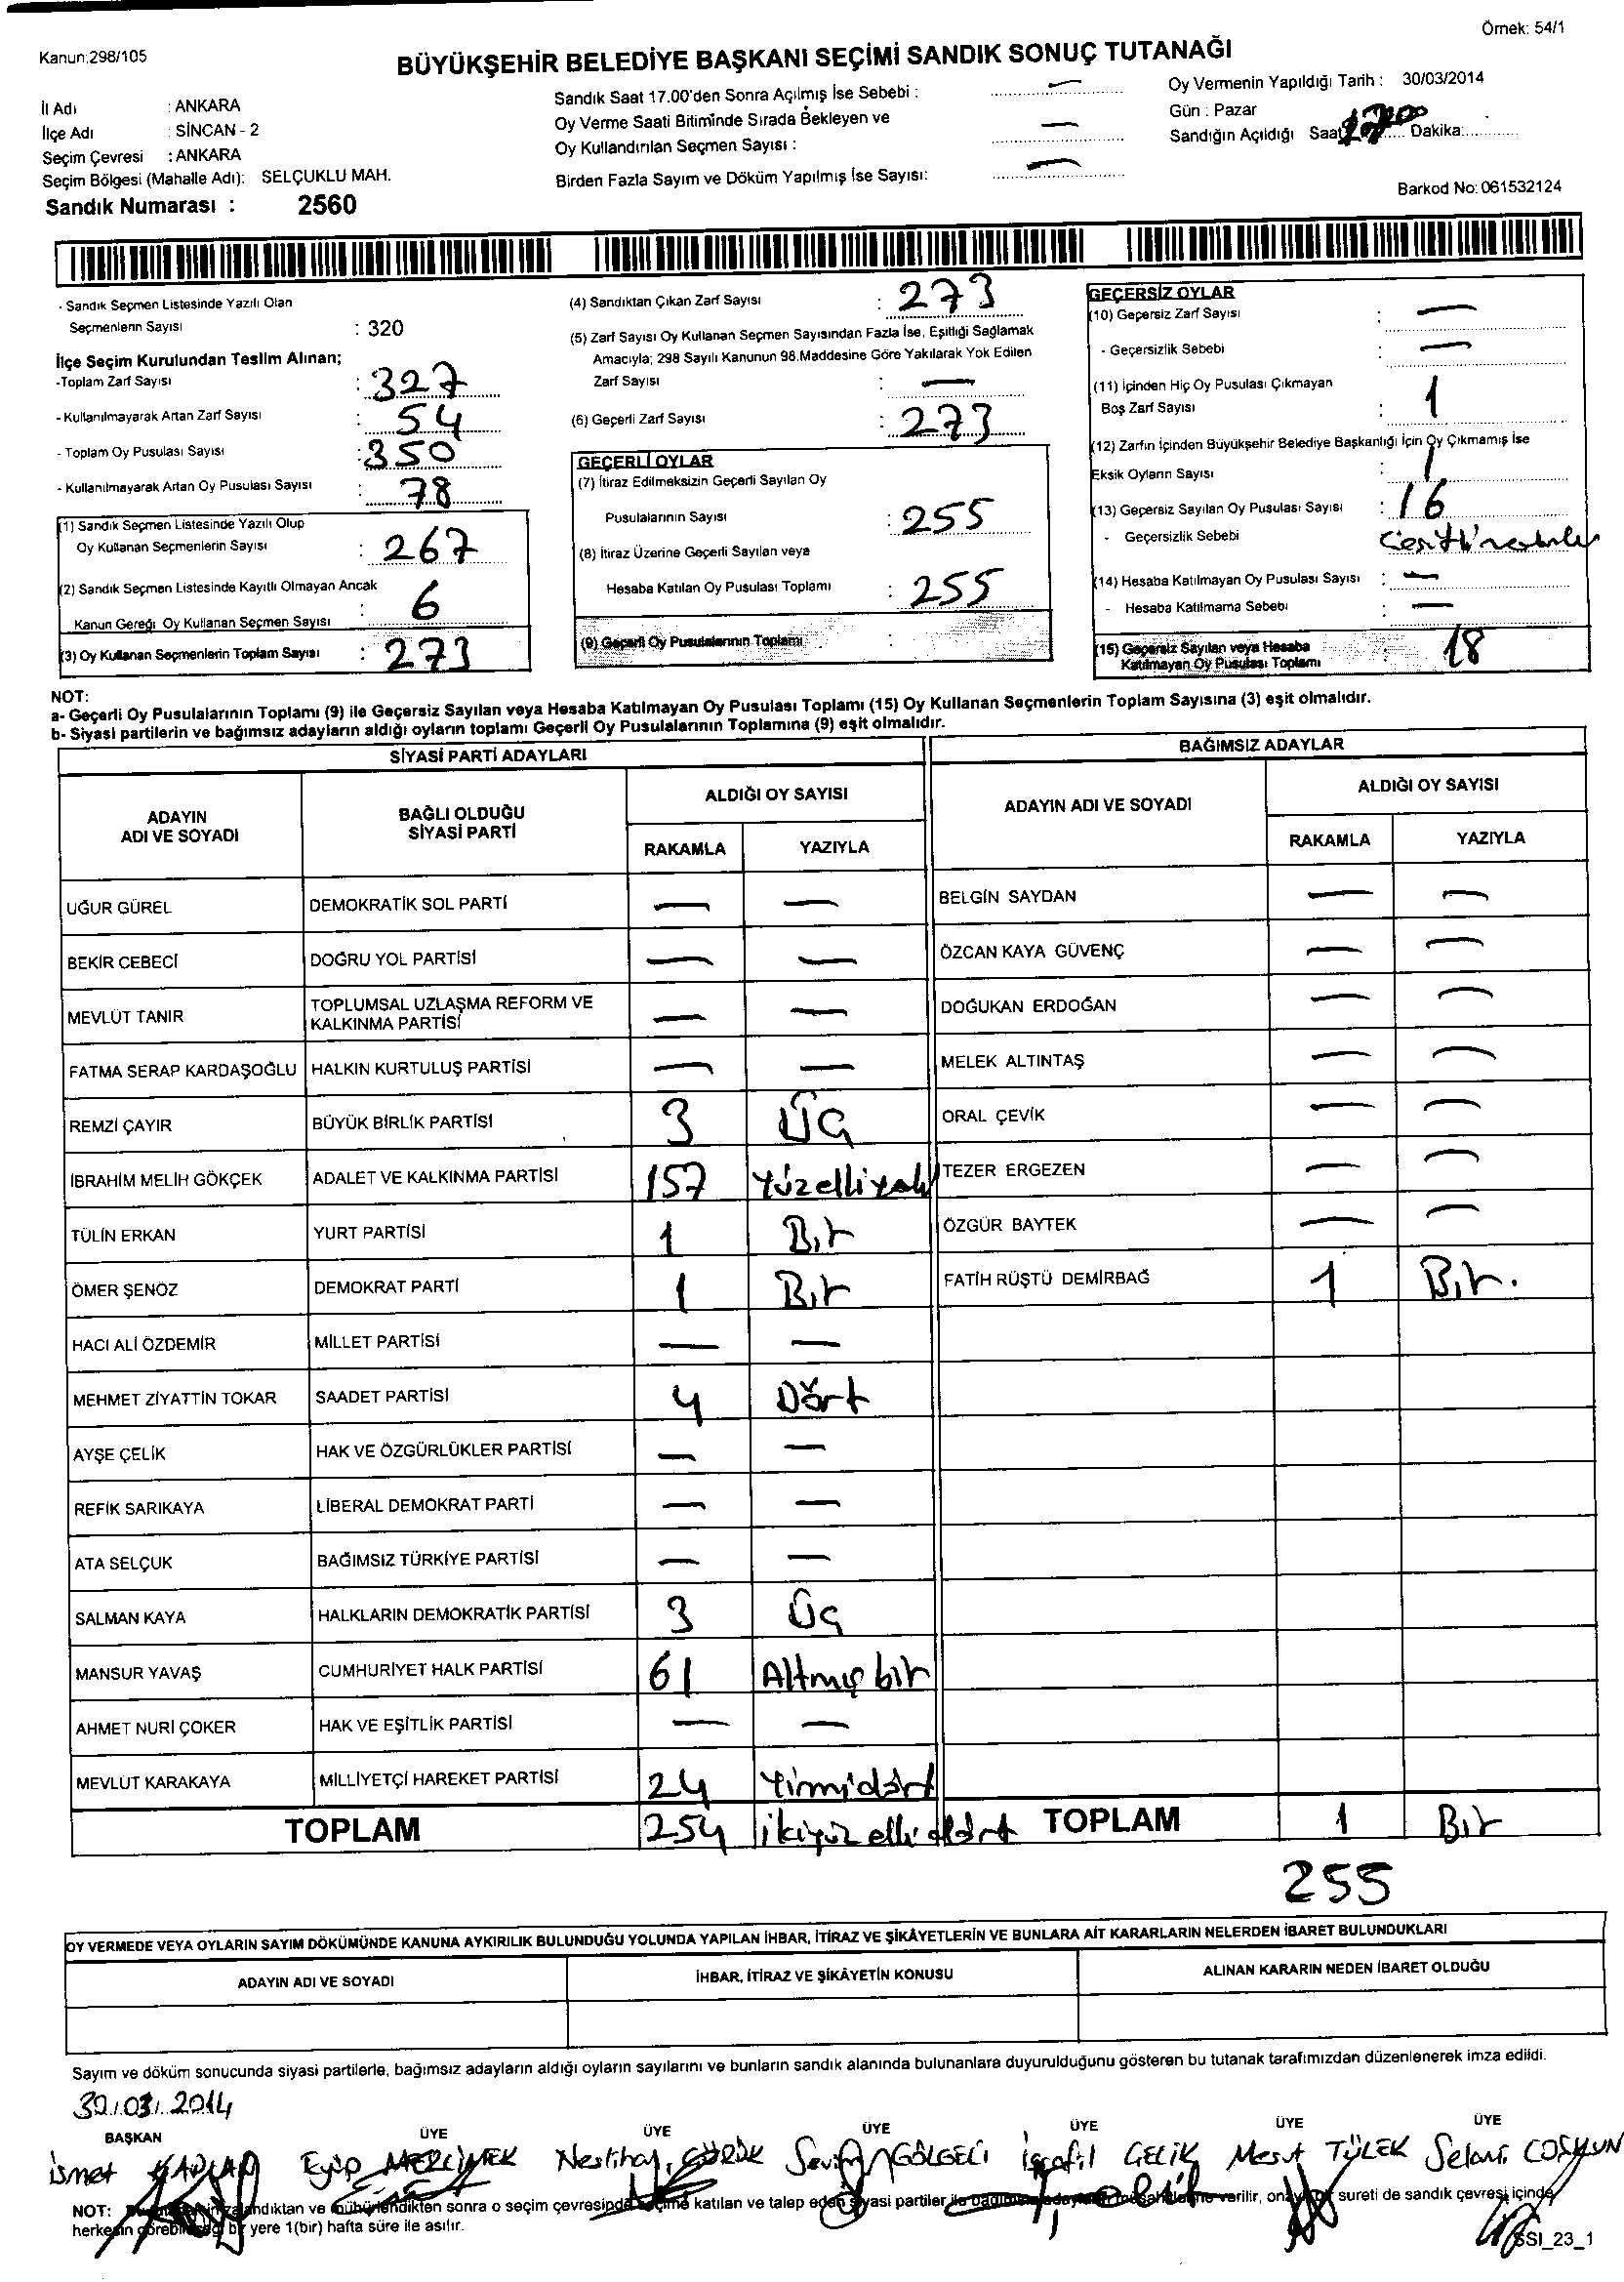 Örnek: 54/1
Kanun:298/105
BÜYÜKŞEHİR BELEDİYE BAŞKANI SEÇİMİ SANDIK SONUÇ TUTANAĞI
İl Adı : ANKARA
İlçe Adı : SİNCAN - 2
Seçim Çevresi : ANKARA
Seçim Bölgesi (Mahalle Adı): SELÇUKLU MAH.
Sandık Numarası : 2560
Sandık Saat 17.00'den Sonra Açılmış İse Sebebi : —
Oy Verme Saati Bitiminde Sırada Bekleyen ve
Oy Kullandırılan Seçmen Sayısı : —
Birden Fazla Sayım ve Döküm Yapılmış İse Sayısı: —
Oy Vermenin Yapıldığı Tarih : 30/03/2014
Gün : Pazar
Sandığın Açıldığı Saat Dakika:
Barkod No: 061532124
- Sandık Seçmen Listesinde Yazılı Olan
Seçmenlerin Sayısı : 320
İlçe Seçim Kurulundan Teslim Alınan;
-Toplam Zarf Sayısı : 327
- Kullanılmayarak Artan Zarf Sayısı : 54
- Toplam Oy Pusulası Sayısı : 350
- Kullanılmayarak Artan Oy Pusulası Sayısı : 78
(1) Sandık Seçmen Listesinde Yazılı Olup
Oy Kullanan Seçmenlerin Sayısı : 267
(2) Sandık Seçmen Listesinde Kayıtlı Olmayan Ancak
Kanun Gereği Oy Kullanan Seçmen Sayısı : 6
(3) Oy Kullanan Seçmenlerin Toplam Sayısı : 273
(4) Sandıktan Çıkan Zarf Sayısı : 273
(5) Zarf Sayısı Oy Kullanan Seçmen Sayısından Fazla İse, Eşitliği Sağlamak
Amacıyla; 298 Sayılı Kanunun 98.Maddesine Göre Yakılarak Yok Edilen
Zarf Sayısı : —
(6) Geçerli Zarf Sayısı : 273
GEÇERLİ OYLAR
(7) İtiraz Edilmeksizin Geçerli Sayılan Oy
Pusulalarının Sayısı : 255
(8) İtiraz Üzerine Geçerli Sayılan veya
Hesaba Katılan Oy Pusulası Toplamı : 255
(9) Geçerli Oy Pusulalarının Toplamı :
GEÇERSİZ OYLAR
(10) Geçersiz Zarf Sayısı : —
- Geçersizlik Sebebi : —
(11) İçinden Hiç Oy Pusulası Çıkmayan
Boş Zarf Sayısı : 1
(12) Zarfın İçinden Büyükşehir Belediye Başkanlığı İçin Oy Çıkmamış İse
Eksik Oyların Sayısı : 1
(13) Geçersiz Sayılan Oy Pusulası Sayısı : 16
- Geçersizlik Sebebi :
(14) Hesaba Katılmayan Oy Pusulası Sayısı : —
- Hesaba Katılmama Sebebi : —
(15) Geçersiz Sayılan veya Hesaba
Katılmayan Oy Pusulası Toplamı : 18
NOT:
a- Geçerli Oy Pusulalarının Toplamı (9) ile Geçersiz Sayılan veya Hesaba Katılmayan Oy Pusulası Toplamı (15) Oy Kullanan Seçmenlerin Toplam Sayısına (3) eşit olmalıdır.
b- Siyasi partilerin ve bağımsız adayların aldığı oyların toplamı Geçerli Oy Pusulalarının Toplamına (9) eşit olmalıdır.
SİYASİ PARTİ ADAYLARI
ADAYIN
ADI VE SOYADI
BAĞLI OLDUĞU
SİYASİ PARTİ
ALDIĞI OY SAYISI
RAKAMLA YAZIYLA
UĞUR GÜREL DEMOKRATİK SOL PARTİ — —
BEKİR CEBECİ DOĞRU YOL PARTİSİ — —
MEVLÜT TANIR TOPLUMSAL UZLAŞMA REFORM VE
KALKINMA PARTİSİ — —
FATMA SERAP KARDAŞOĞLU HALKIN KURTULUŞ PARTİSİ — —
REMZİ ÇAYIR BÜYÜK BİRLİK PARTİSİ 3 Üç
İBRAHİM MELİH GÖKÇEK ADALET VE KALKINMA PARTİSİ 157 Yüzelliyedi
TÜLİN ERKAN YURT PARTİSİ 1 Bir
ÖMER ŞENÖZ DEMOKRAT PARTİ 1 Bir
HACI ALİ ÖZDEMİR MİLLET PARTİSİ — —
MEHMET ZİYATTİN TOKAR SAADET PARTİSİ 4 Dört
AYŞE ÇELİK HAK VE ÖZGÜRLÜKLER PARTİSİ — —
REFİK SARIKAYA LİBERAL DEMOKRAT PARTİ — —
ATA SELÇUK BAĞIMSIZ TÜRKİYE PARTİSİ — —
SALMAN KAYA HALKLARIN DEMOKRATİK PARTİSİ 3 Üç
MANSUR YAVAŞ CUMHURİYET HALK PARTİSİ 61 Altmış bir
AHMET NURİ ÇOKER HAK VE EŞİTLİK PARTİSİ — —
MEVLÜT KARAKAYA MİLLİYETÇİ HAREKET PARTİSİ 24 Yirmidört
TOPLAM 254 ikiyüz elli dört
BAĞIMSIZ ADAYLAR
ADAYIN ADI VE SOYADI
ALDIĞI OY SAYISI
RAKAMLA YAZIYLA
BELGİN SAYDAN — —
ÖZCAN KAYA GÜVENÇ — —
DOĞUKAN ERDOĞAN — —
MELEK ALTINTAŞ — —
ORAL ÇEVİK — —
TEZER ERGEZEN — —
ÖZGÜR BAYTEK — —
FATİH RÜŞTÜ DEMİRBAĞ 1 Bir.
TOPLAM 1 Bir
255
OY VERMEDE VEYA OYLARIN SAYIM DÖKÜMÜNDE KANUNA AYKIRILIK BULUNDUĞU YOLUNDA YAPILAN İHBAR, İTİRAZ VE ŞİKÂYETLERİN VE BUNLARA AİT KARARLARIN NELERDEN İBARET BULUNDUKLARI
ADAYIN ADI VE SOYADI İHBAR, İTİRAZ VE ŞİKÂYETİN KONUSU ALINAN KARARIN NEDEN İBARET OLDUĞU
Sayım ve döküm sonucunda siyasi partilerle, bağımsız adayların aldığı oyların sayılarını ve bunların sandık alanında bulunanlara duyurulduğunu gösteren bu tutanak tarafımızdan düzenlenerek imza edildi.
30/03/2014
BAŞKAN ÜYE ÜYE ÜYE ÜYE ÜYE ÜYE
İsmet Eyüp MERCİMEK Neslihan GÖLGELİ ÇELİK Mesut TÜLEK Selami COŞKUN
NOT: ve mühürlendikten sonra o seçim çevresinde seçime katılan ve talep eden siyasi partiler ile bağımsız verilir, sureti de sandık çevresi içinde
herkesin görebileceği bir yere 1(bir) hafta süre ile asılır.
SSI_23_1